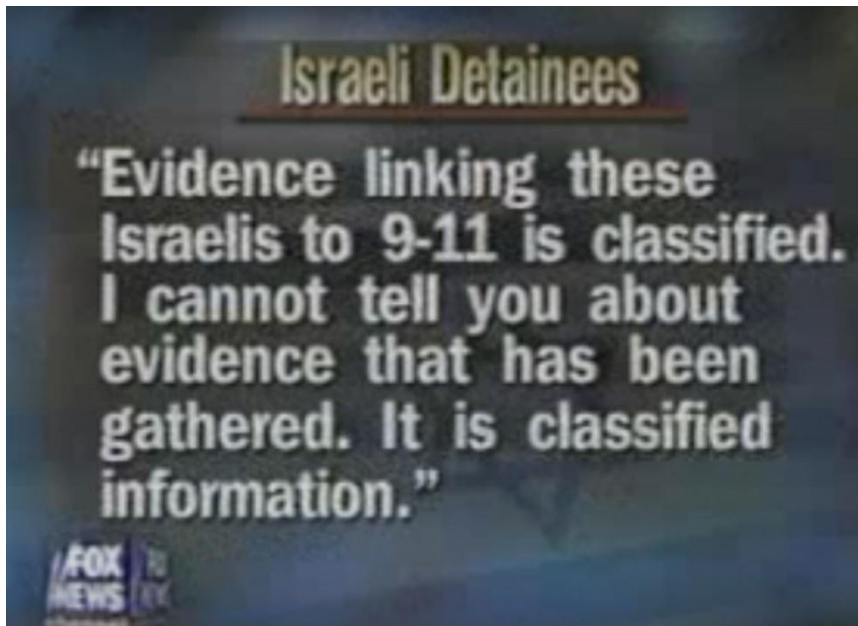 Israeli Detainees
“Evidence linking these
Israelis to 9-11 is classified.
I cannot tell you about
evidence that has been
gathered. It is classified
information.”
FOX
NEWS
channel